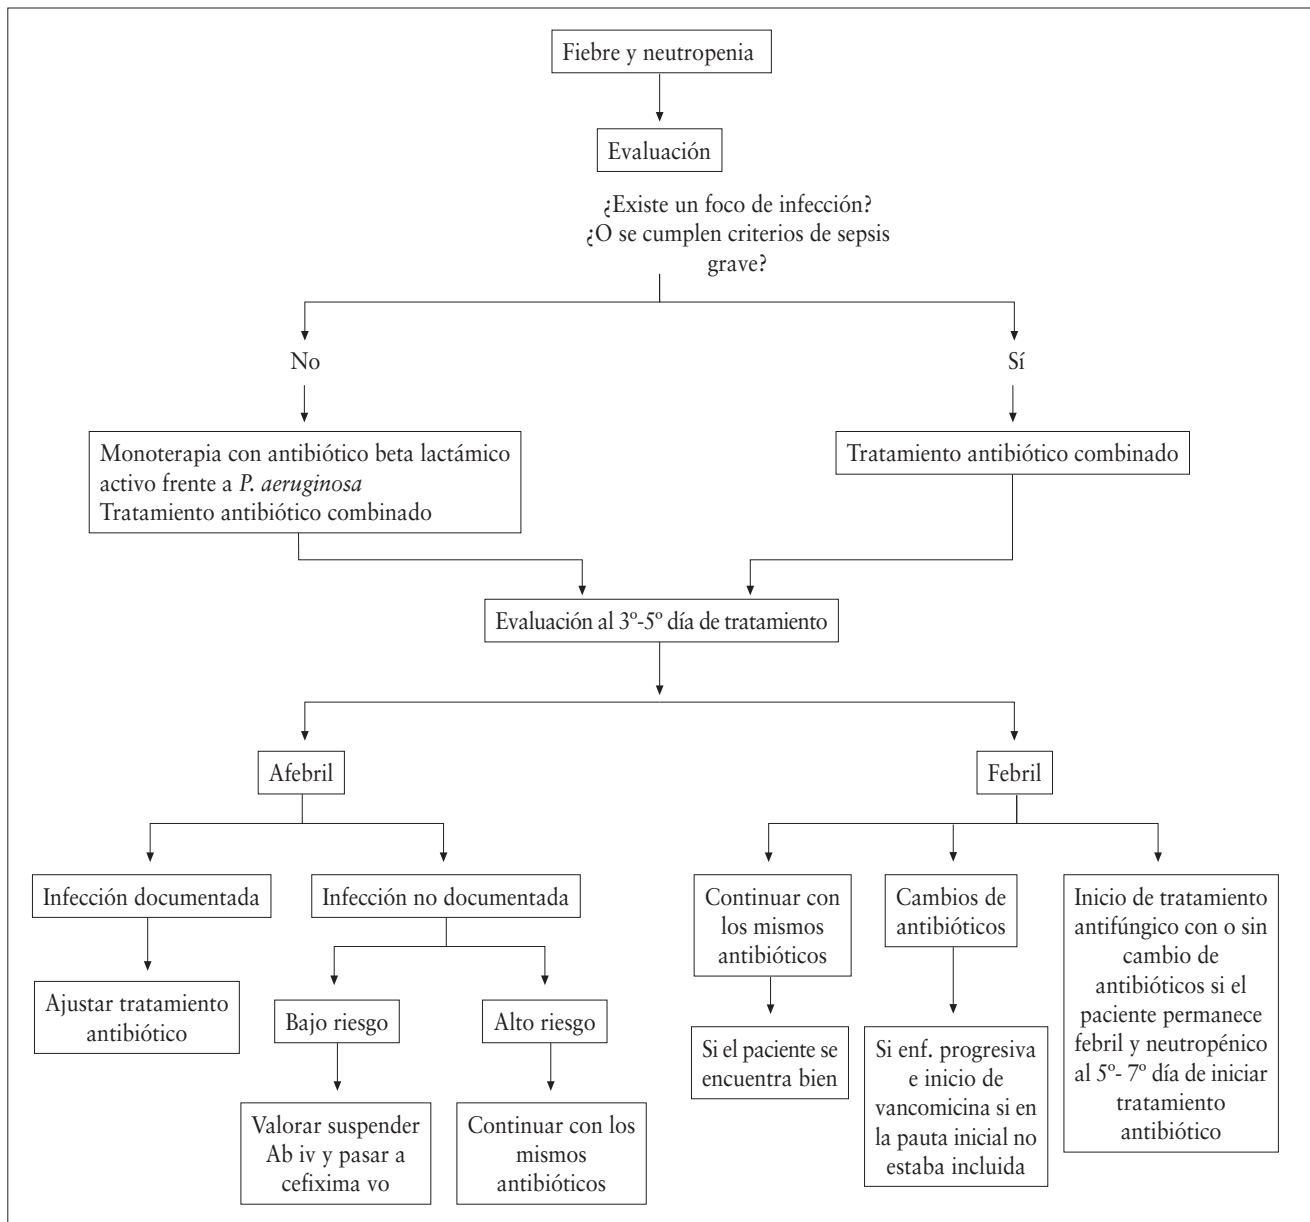 Fiebre y neutropenia
Evaluación
¿Existe un foco de infección?
¿O se cumplen criterios de sepsis
grave?
No
Sí
Monoterapia con antibiótico beta lactámico
activo frente a P. aeruginosa
Tratamiento antibiótico combinado
Tratamiento antibiótico combinado
Evaluación al 3º-5º día de tratamiento
Afebril
Febril
Infección documentada
Infección no documentada
Ajustar tratamiento
antibiótico
Bajo riesgo
Alto riesgo
Valorar suspender
Ab iv y pasar a
cefixima vo
Continuar con los
mismos
antibióticos
Continuar con
los mismos
antibióticos
Si el paciente se
encuentra bien
Cambios de
antibióticos
Si enf. progresiva
e inicio de
vancomicina si en
la pauta inicial no
estaba incluida
Inicio de tratamiento
antifúngico con o sin
cambio de
antibióticos si el
paciente permanece
febril y neutropénico
al 5º- 7º día de iniciar
tratamiento
antibiótico